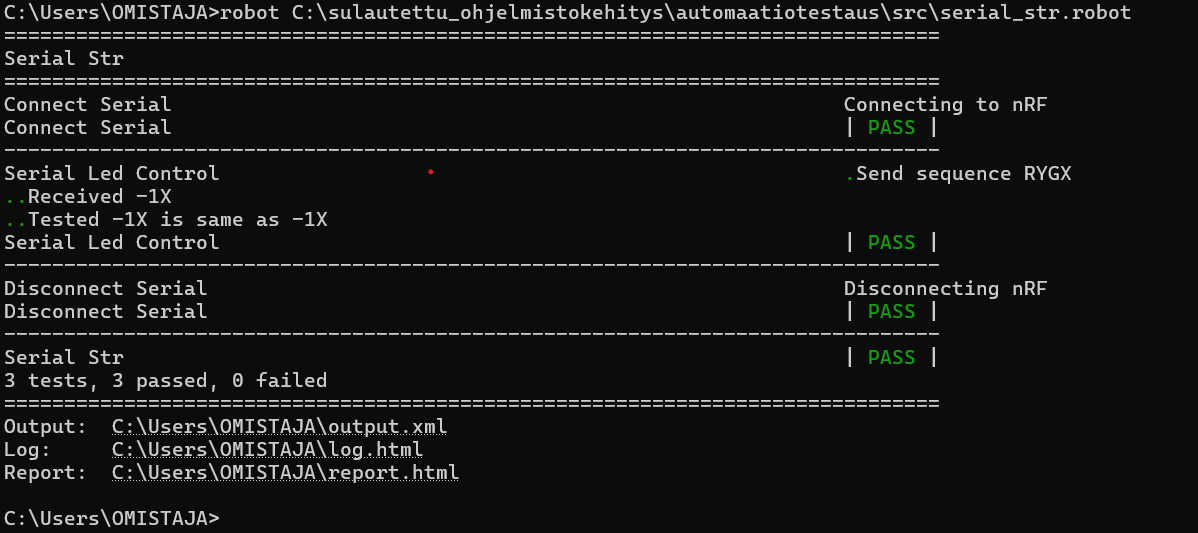 C:\Users\OMISTAJA>robot C:\sulautettu_ohjelmistokehitys\automaatiotestaus\src\serial_str.robot
==============================================================================
Serial Str
==============================================================================
Connect Serial                                                        Connecting to nRF
Connect Serial                                                        | PASS |
------------------------------------------------------------------------------
Serial Led Control                                                    .Send sequence RYGX
..Received -1X
..Tested -1X is same as -1X
Serial Led Control                                                    | PASS |
------------------------------------------------------------------------------
Disconnect Serial                                                     Disconnecting nRF
Disconnect Serial                                                     | PASS |
------------------------------------------------------------------------------
Serial Str                                                            | PASS |
3 tests, 3 passed, 0 failed
==============================================================================
Output:  C:\Users\OMISTAJA\output.xml
Log:     C:\Users\OMISTAJA\log.html
Report:  C:\Users\OMISTAJA\report.html
C:\Users\OMISTAJA>